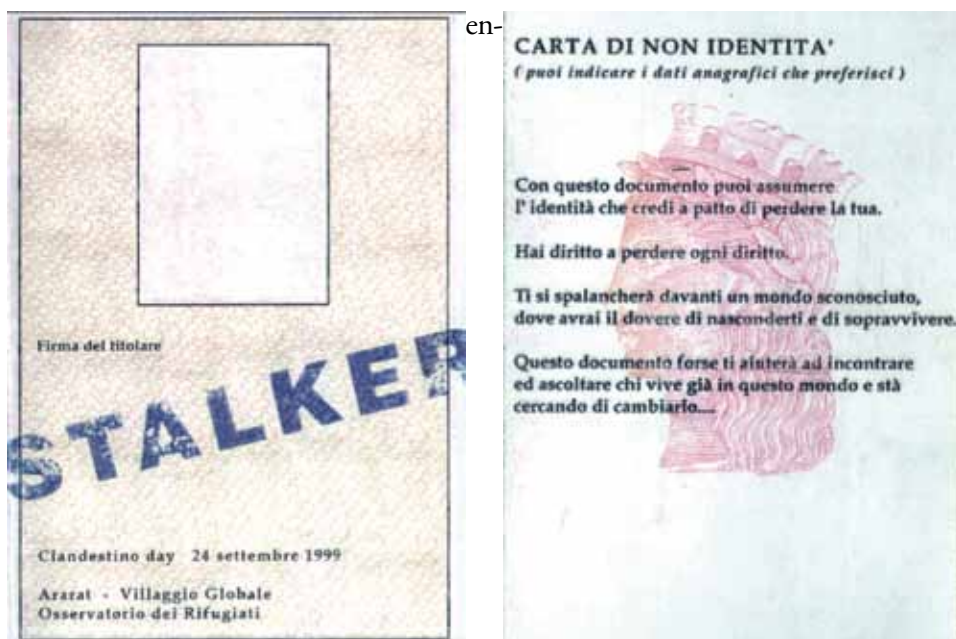 en-
Firma del titolare
STALKER
Clandestino day 24 settembre 1999
Ararat - Villaggio Globale
Osservatorio dei Rifugiati
CARTA DI NON IDENTITA'
( puoi indicare i dati anagrafici che preferisci )
Con questo documento puoi assumere
l' identità che credi a patto di perdere la tua.
Hai diritto a perdere ogni diritto.
Ti si spalancherà davanti un mondo sconosciuto,
dove avrai il dovere di nasconderti e di sopravvivere.
Questo documento forse ti aiuterà ad incontrare
ed ascoltare chi vive già in questo mondo e stà
cercando di cambiarlo....